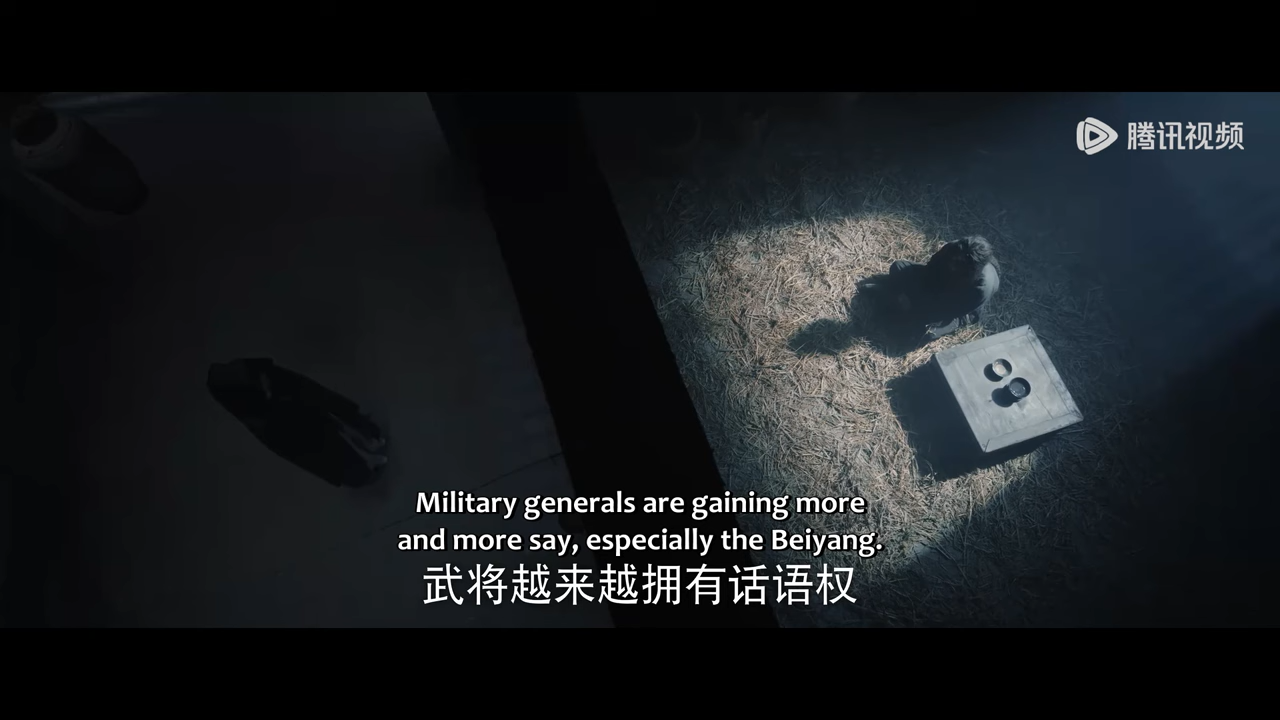 腾讯视频
Military generals are gaining more
and more say, especially the Beiyang.
武将越来越拥有话语权